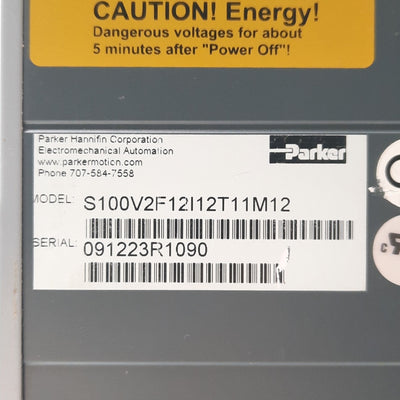 CAUTION! Energy!
Dangerous voltages for about
5 minutes after "Power Off"!
Parker Hannifin Corporation
Electromechanical Automation
www.parkermotion.com
Phone 707-584-7558
Parker
MODEL: S100V2F12I12T11M12
SERIAL: 091223R1090